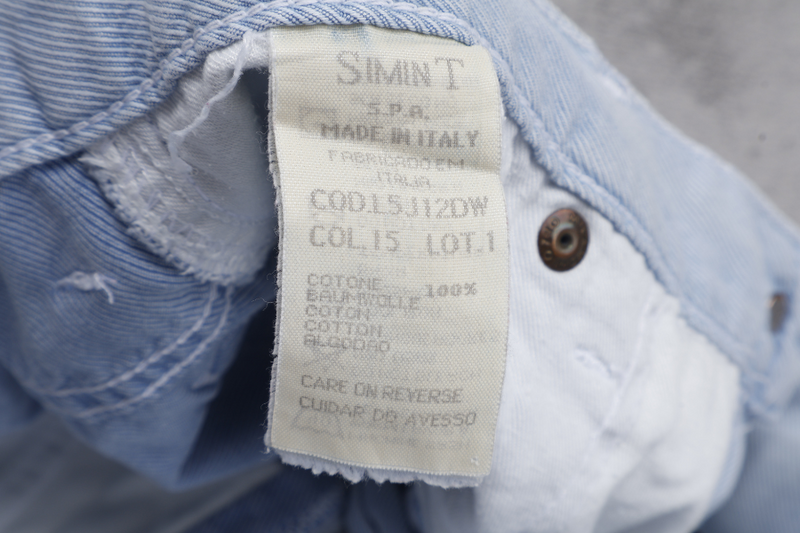 SIMINT
S.P.A.
MADE IN ITALY
FABRICADO EM
ITALIA
COD.L5J12DW
COL.15 LOT.1
COTONE 100%
BAUMWOLLE
COTON
COTTON
ALGODAO
CARE ON REVERSE
CUIDAR DO AVESSO